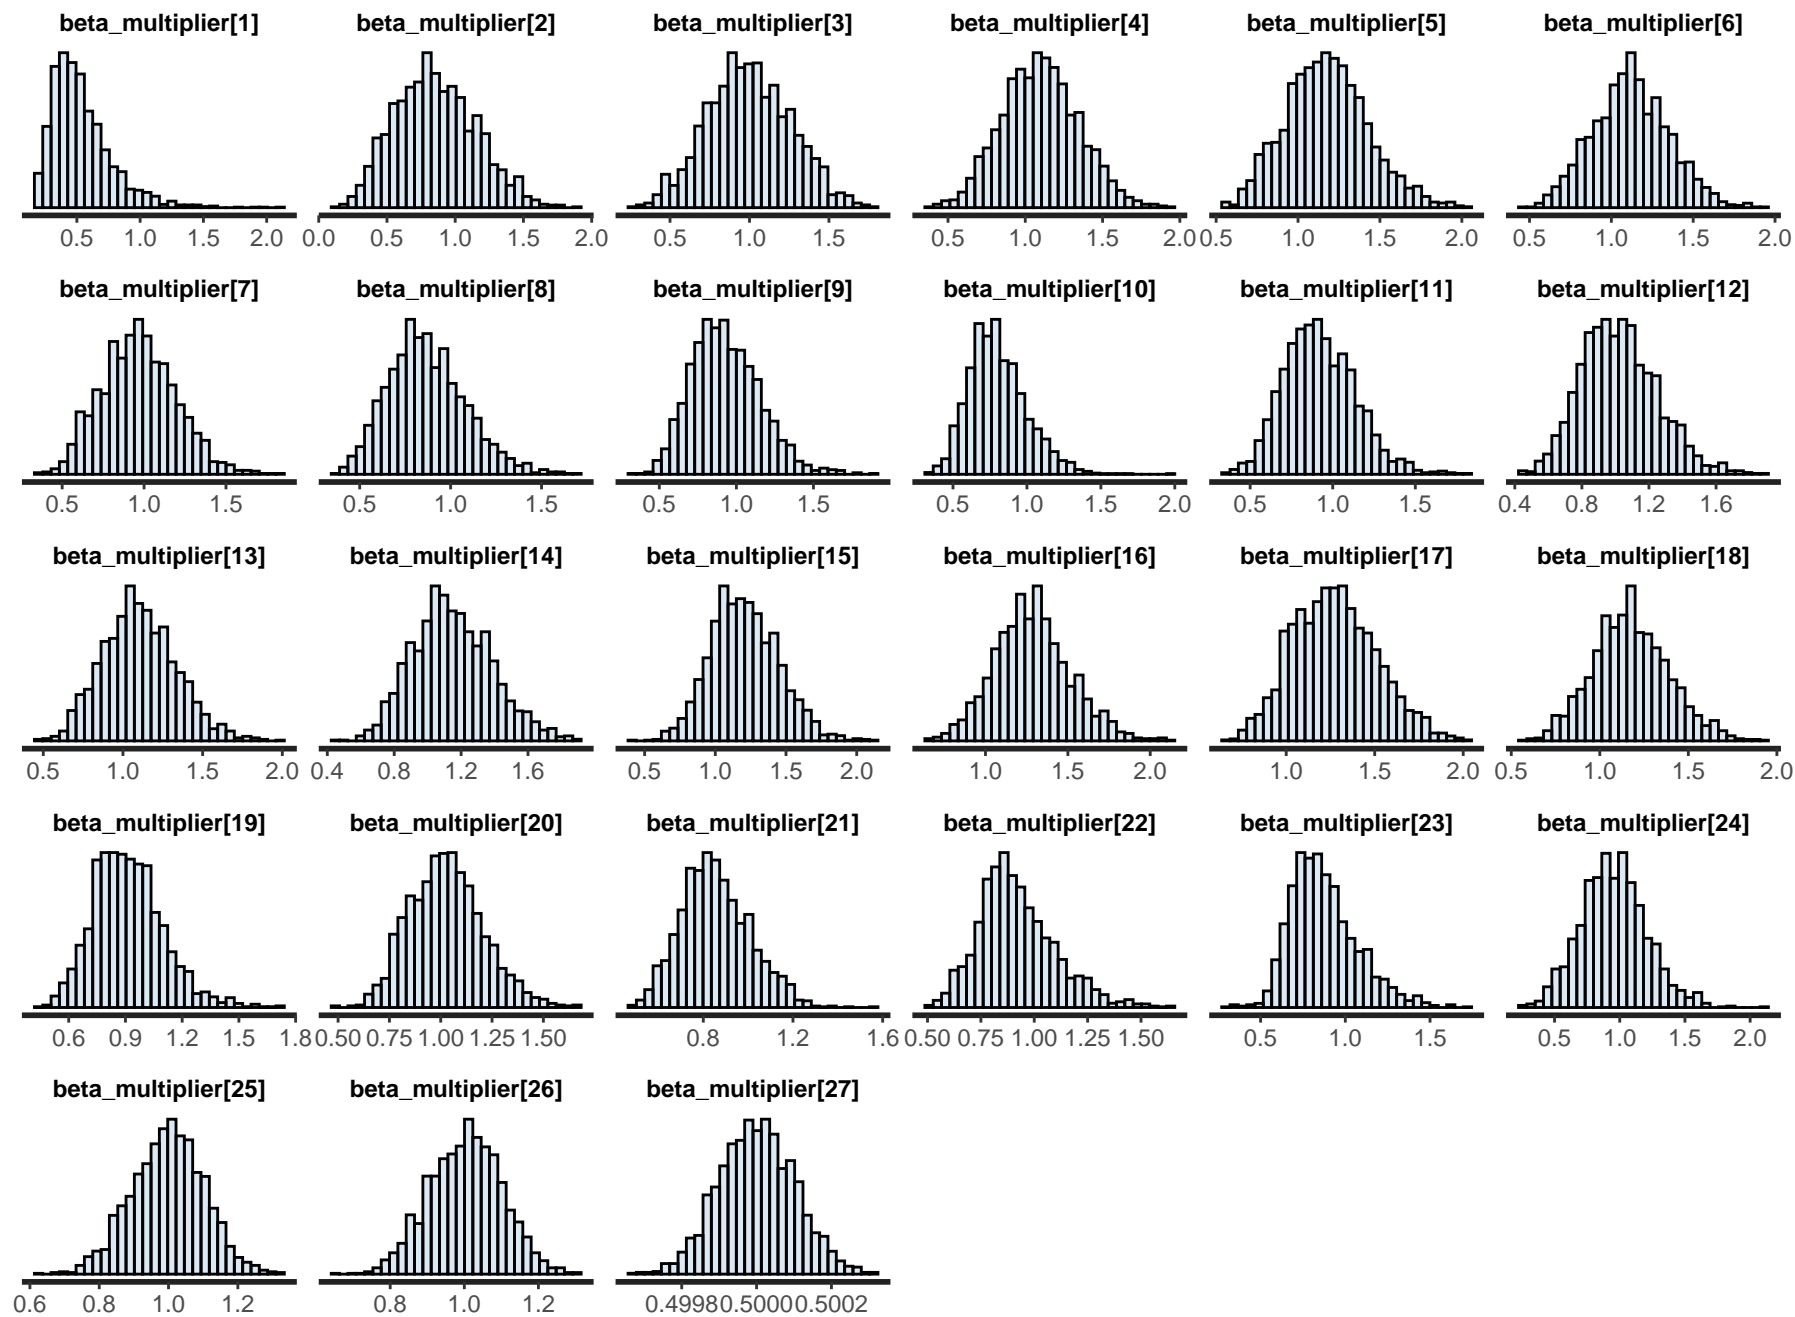 beta_multiplier[1] beta_multiplier[2] beta_multiplier[3] beta_multiplier[4] beta_multiplier[5] beta_multiplier[6]
0.5 1.0 1.5 2.0 0.0 0.5 1.0 1.5 2.0 0.5 1.0 1.5 0.5 1.0 1.5 2.0 0.5 1.0 1.5 2.0 0.5 1.0 1.5 2.0
beta_multiplier[7] beta_multiplier[8] beta_multiplier[9] beta_multiplier[10] beta_multiplier[11] beta_multiplier[12]
0.5 1.0 1.5 0.5 1.0 1.5 0.5 1.0 1.5 0.5 1.0 1.5 2.0 0.5 1.0 1.5 0.4 0.8 1.2 1.6
beta_multiplier[13] beta_multiplier[14] beta_multiplier[15] beta_multiplier[16] beta_multiplier[17] beta_multiplier[18]
0.5 1.0 1.5 2.0 0.4 0.8 1.2 1.6 0.5 1.0 1.5 2.0 1.0 1.5 2.0 1.0 1.5 2.0 0.5 1.0 1.5 2.0
beta_multiplier[19] beta_multiplier[20] beta_multiplier[21] beta_multiplier[22] beta_multiplier[23] beta_multiplier[24]
0.6 0.9 1.2 1.5 1.8 0.50 0.75 1.00 1.25 1.50 0.8 1.2 1.6 0.50 0.75 1.00 1.25 1.50 0.5 1.0 1.5 0.5 1.0 1.5 2.0
beta_multiplier[25] beta_multiplier[26] beta_multiplier[27]
0.6 0.8 1.0 1.2 0.8 1.0 1.2 0.4998 0.5000 0.5002